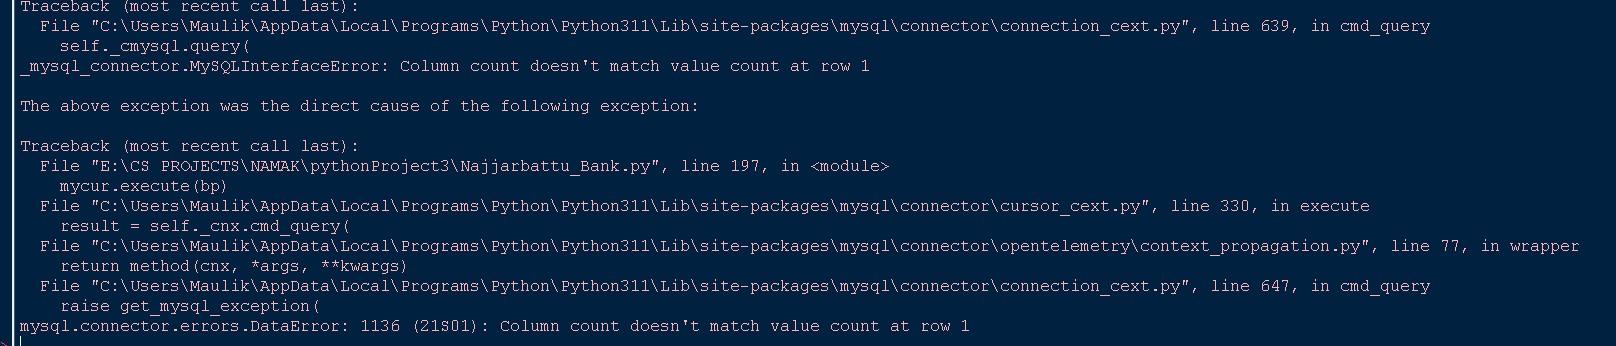 Traceback (most recent call last):
File "C:\Users\Maulik\AppData\Local\Programs\Python\Python311\Lib\site-packages\mysql\connector\connection_cext.py", line 639, in cmd_query
self._cmysql.query(
_mysql_connector.MySQLInterfaceError: Column count doesn't match value count at row 1
The above exception was the direct cause of the following exception:
Traceback (most recent call last):
File "E:\CS PROJECTS\NAMAK\pythonProject3\Najjarbattu_Bank.py", line 197, in <module>
mycur.execute(bp)
File "C:\Users\Maulik\AppData\Local\Programs\Python\Python311\Lib\site-packages\mysql\connector\cursor_cext.py", line 330, in execute
result = self._cnx.cmd_query(
File "C:\Users\Maulik\AppData\Local\Programs\Python\Python311\Lib\site-packages\mysql\connector\opentelemetry\context_propagation.py", line 77, in wrapper
return method(cnx, *args, **kwargs)
File "C:\Users\Maulik\AppData\Local\Programs\Python\Python311\Lib\site-packages\mysql\connector\connection_cext.py", line 647, in cmd_query
raise get_mysql_exception(
mysql.connector.errors.DataError: 1136 (21S01): Column count doesn't match value count at row 1